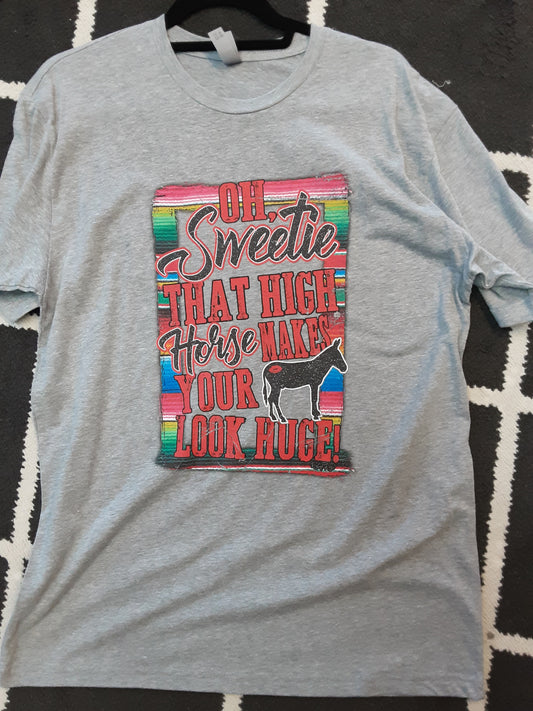 OH,
Sweetie
THAT HIGH
Horse MAKES
YOUR
LOOK HUGE!